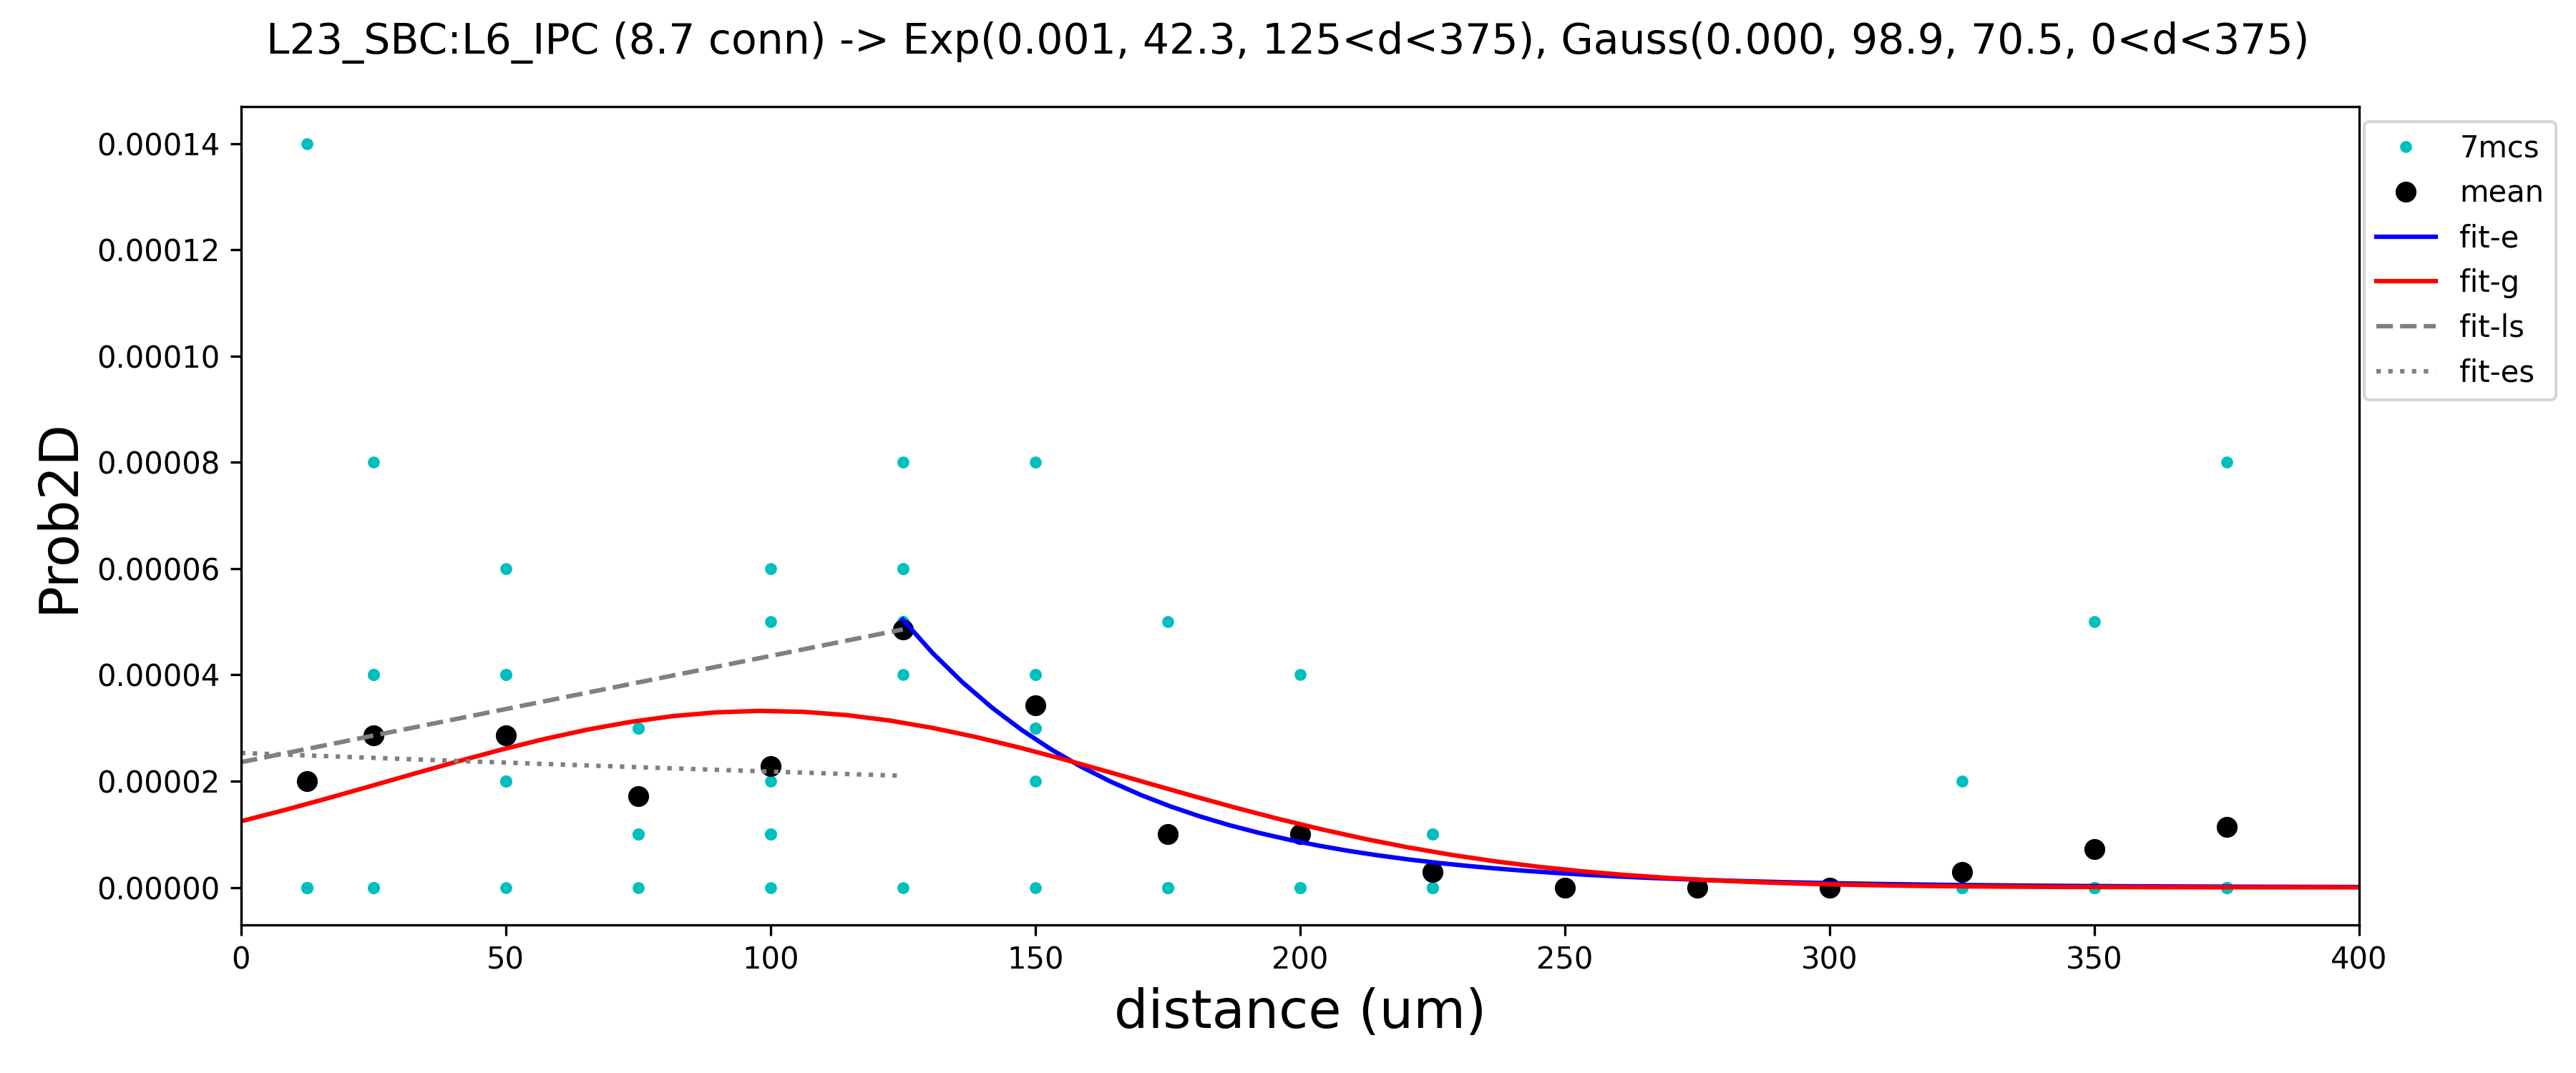 L23_SBC:L6_IPC (8.7 conn) -> Exp(0.001, 42.3, 125<d<375), Gauss(0.000, 98.9, 70.5, 0<d<375)
0.00014
0.00012
0.00010
0.00008
0.00006
0.00004
0.00002
0.00000
Prob2D
0 50 100 150 200 250 300 350 400
distance (um)
7mcs
mean
fit-e
fit-g
fit-ls
fit-es